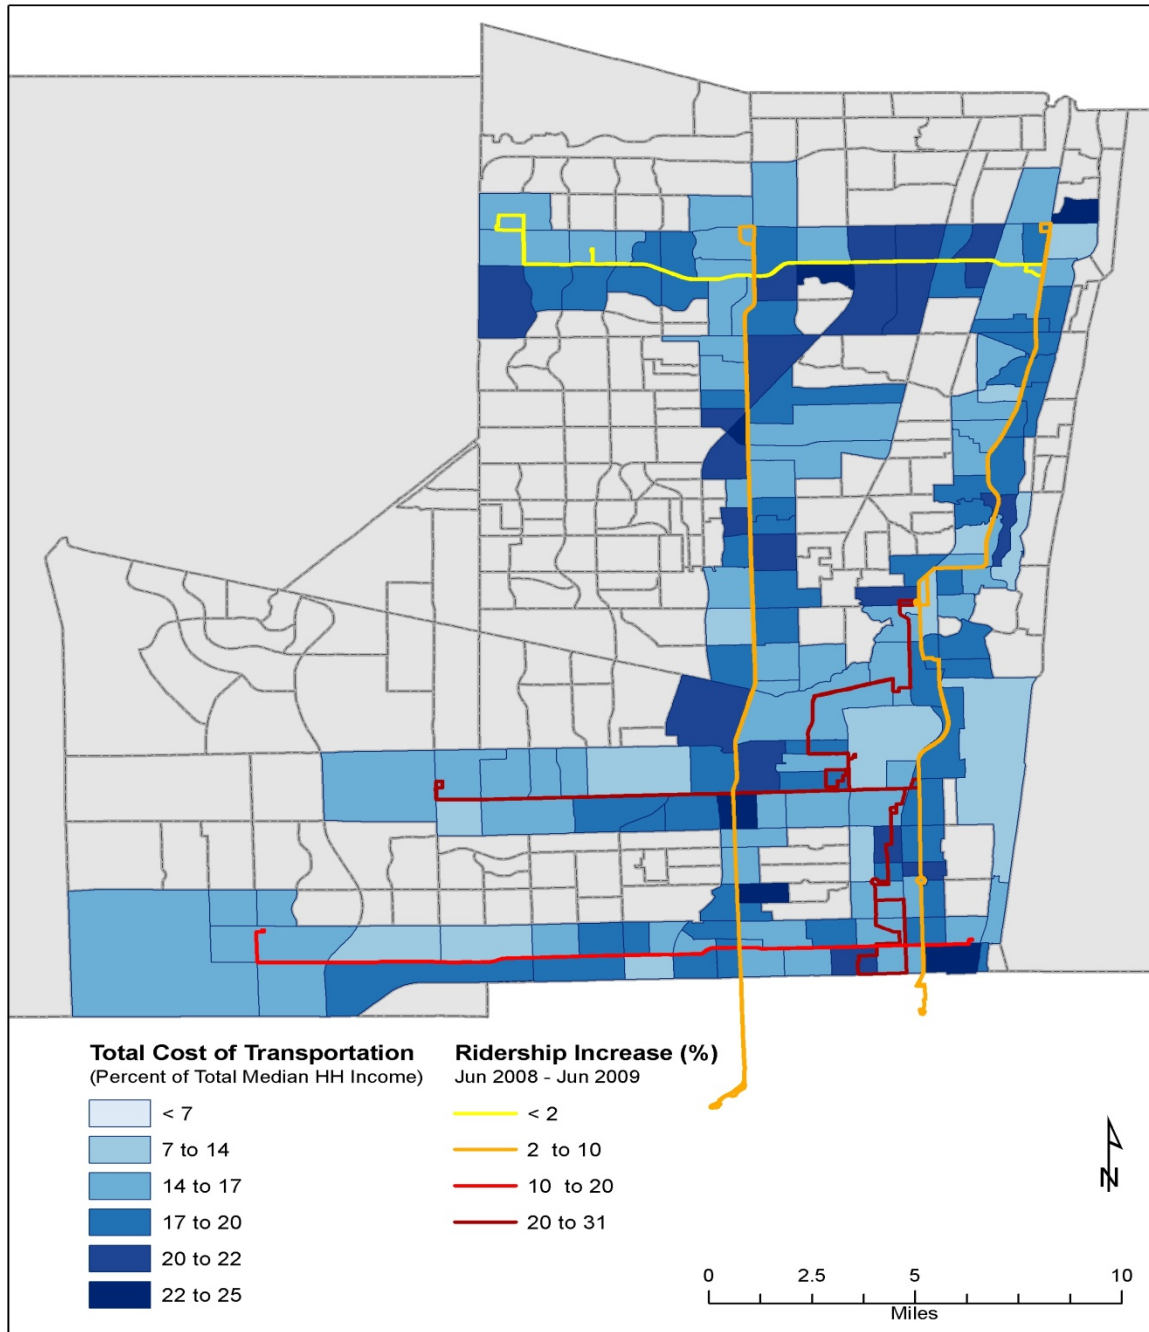 Total Cost of Transportation
(Percent of Total Median HH Income)
< 7
7 to 14
14 to 17
17 to 20
20 to 22
22 to 25
Ridership Increase (%)
Jun 2008 - Jun 2009
< 2
2 to 10
10 to 20
20 to 31
N
0 2.5 5 10
Miles